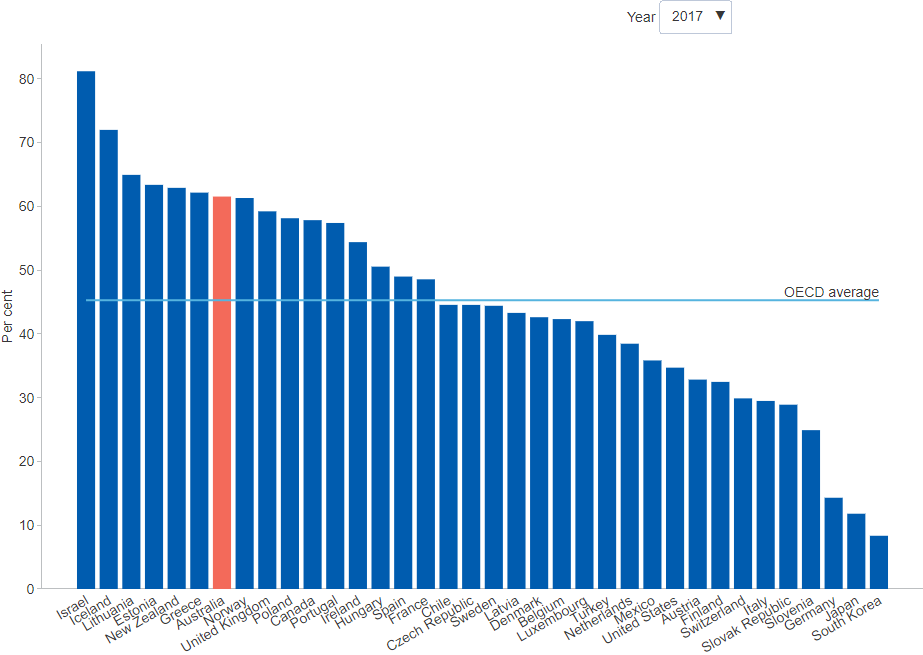 Year 2017 ▼
80
70
60
50
40
30
20
10
0
Per cent
OECD average
Israel
Iceland
Lithuania
Estonia
New Zealand
Greece
Australia
Norway
United Kingdom
Poland
Canada
Portugal
Ireland
Hungary
Spain
France
Chile
Czech Republic
Sweden
Latvia
Denmark
Belgium
Luxembourg
Turkey
Netherlands
Mexico
United States
Austria
Finland
Switzerland
Italy
Slovak Republic
Slovenia
Germany
Japan
South Korea